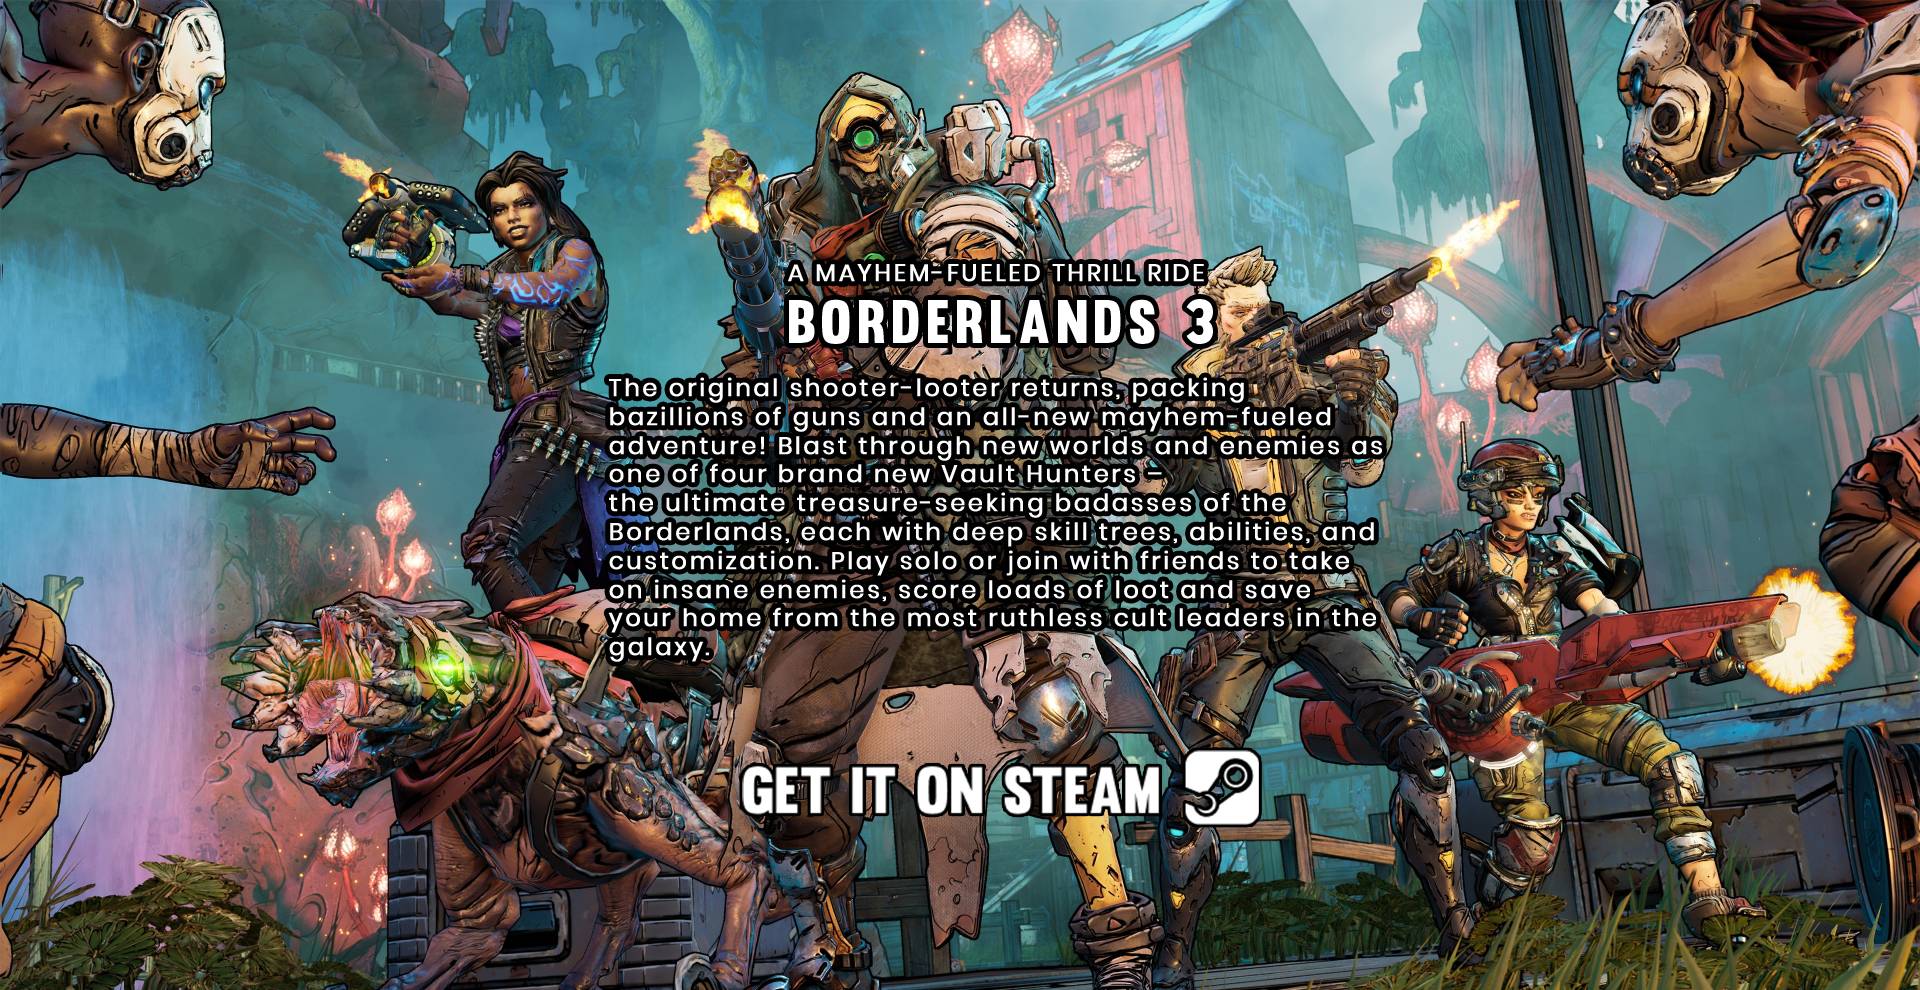 A MAYHEM-FUELED THRILL RIDE
BORDERLANDS 3
The original shooter-looter returns, packing
bazillions of guns and an all-new mayhem-fueled
adventure! Blast through new worlds and enemies as
one of four brand new Vault Hunters –
the ultimate treasure-seeking badasses of the
Borderlands, each with deep skill trees, abilities, and
customization. Play solo or join with friends to take
on insane enemies, score loads of loot and save
your home from the most ruthless cult leaders in the
galaxy.
GET IT ON STEAM